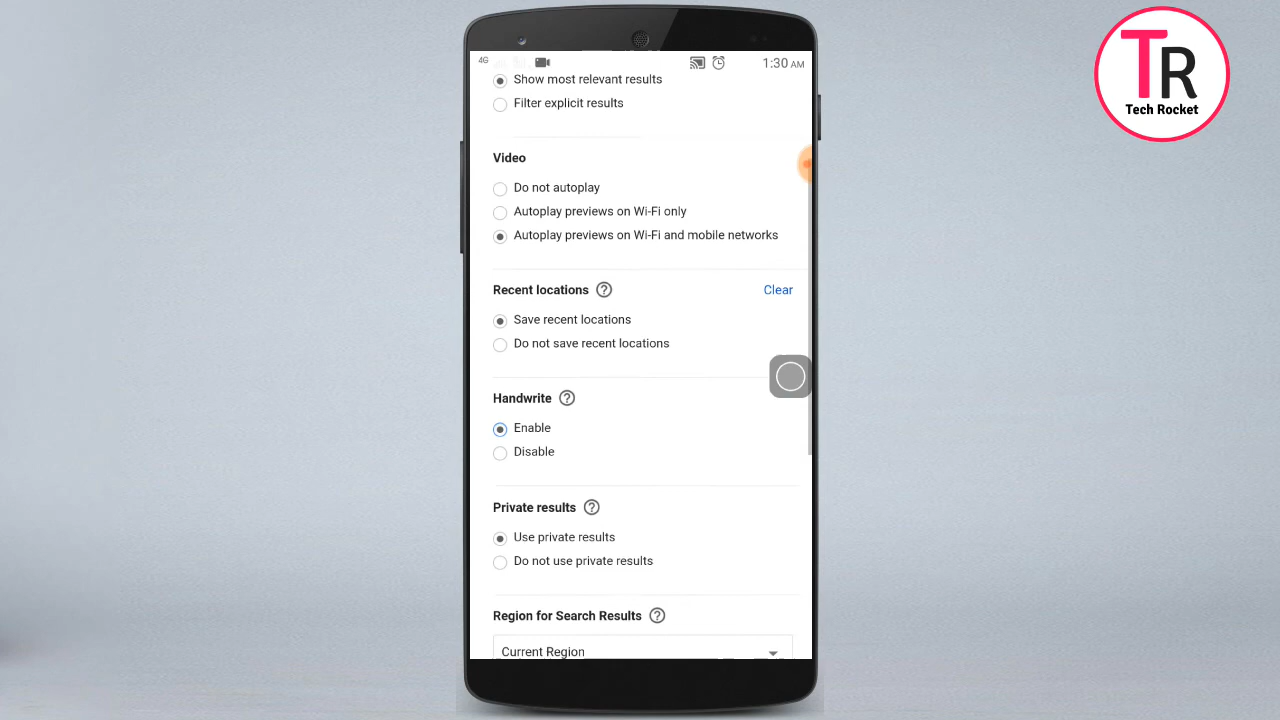 4G
1:30 AM
Show most relevant results
Filter explicit results
Video
Do not autoplay
Autoplay previews on Wi-Fi only
Autoplay previews on Wi-Fi and mobile networks
Recent locations
Clear
Save recent locations
Do not save recent locations
Handwrite
Enable
Disable
Private results
Use private results
Do not use private results
Region for Search Results
Current Region
TR
Tech Rocket